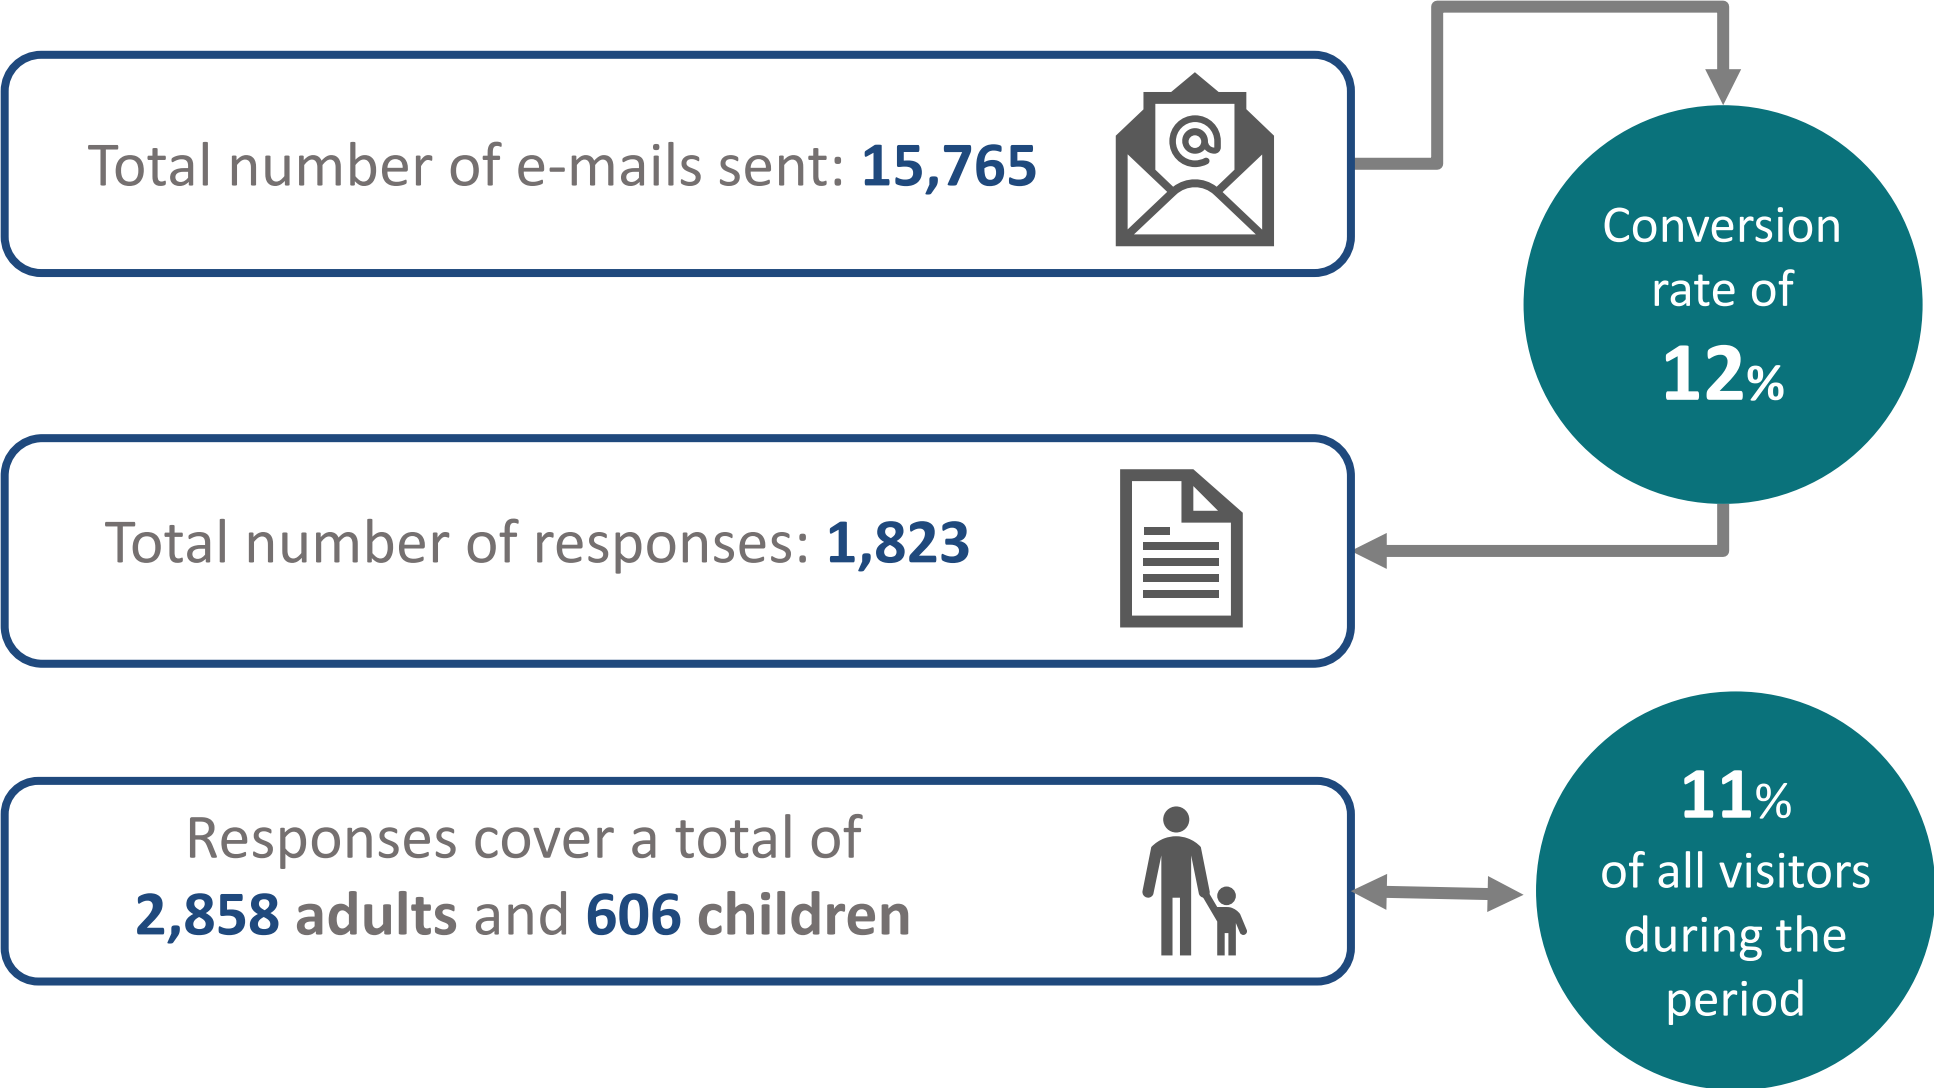 Total number of e-mails sent: 15,765
@
Conversion
rate of
12%
Total number of responses: 1,823
Responses cover a total of
2,858 adults and 606 children
11%
of all visitors
during the
period